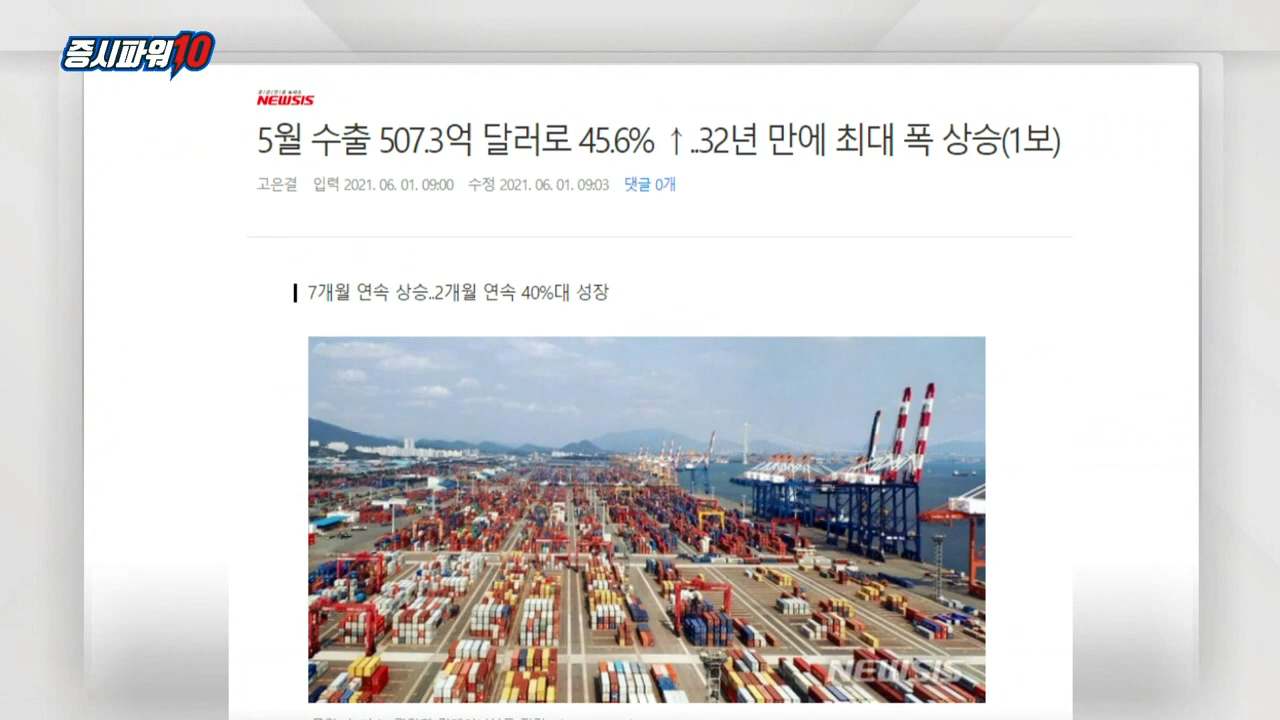 증시파워10
NEWSIS
5월 수출 507.3억 달러로 45.6% ↑..32년 만에 최대 폭 상승(1보)
고은결 입력 2021. 06. 01. 09:00 수정 2021. 06. 01. 09:03 댓글 0개
7개월 연속 상승..2개월 연속 40%대 성장
NEWSIS